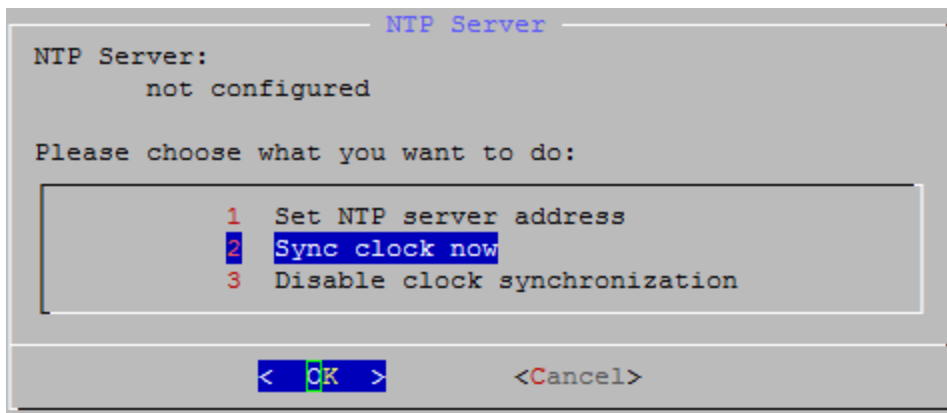 NTP Server
NTP Server:
not configured
Please choose what you want to do:
1 Set NTP server address
2 Sync clock now
3 Disable clock synchronization
< OK > <Cancel>